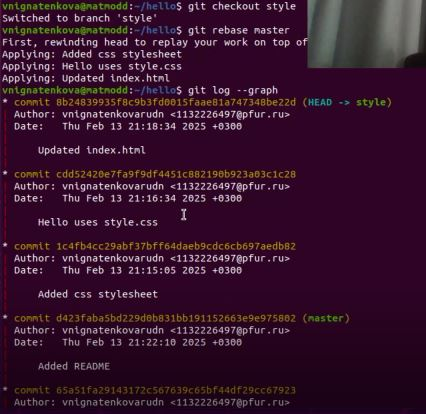 vnignatenkova@matmodd:~/hello$ git checkout style
Switched to branch 'style'
vnignatenkova@matmodd:~/hello$ git rebase master
First, rewinding head to replay your work on top of
Applying: Added css stylesheet
Applying: Hello uses style.css
Applying: Updated index.html
vnignatenkova@matmodd:~/hello$ git log --graph
* commit 8b24839935f8c9b3fd0015faae81a747348be22d (HEAD -> style)
| Author: vnignatenkovarudn <1132226497@pfur.ru>
| Date: Thu Feb 13 21:18:34 2025 +0300
|
| Updated index.html
|
* commit cdd52420e7fa9f9df4451c882190b923a03c1c28
| Author: vnignatenkovarudn <1132226497@pfur.ru>
| Date: Thu Feb 13 21:16:34 2025 +0300
|
| Hello uses style.css
|
* commit 1c4fb4cc29abf37bff64daeb9cdc6cb697aedb82
| Author: vnignatenkovarudn <1132226497@pfur.ru>
| Date: Thu Feb 13 21:15:05 2025 +0300
|
| Added css stylesheet
|
* commit d423faba5bd229d0b831bb191152663e9e975802 (master)
| Author: vnignatenkovarudn <1132226497@pfur.ru>
| Date: Thu Feb 13 21:22:10 2025 +0300
|
| Added README
|
* commit 65a51fa29143172c567639c65bf44df29cc67923
| Author: vnignatenkovarudn <1132226497@pfur.ru>